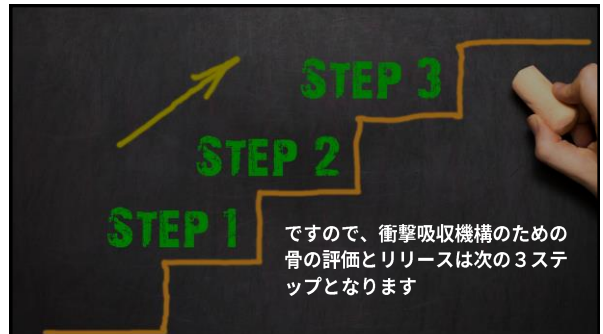 STEP 3
STEP 2
STEP 1
ですので、衝撃吸収機構のための
骨の評価とリリースは次の３ステ
ップとなります